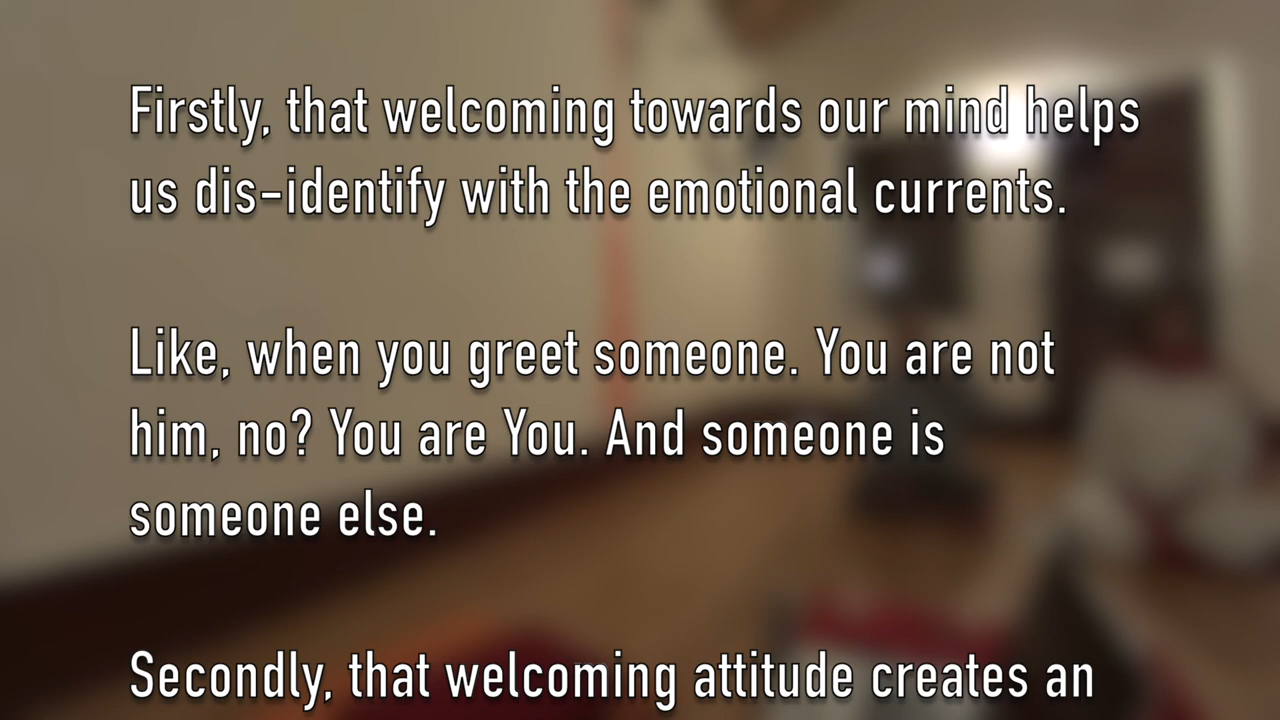 Firstly, that welcoming towards our mind helps
us dis-identify with the emotional currents.
Like, when you greet someone. You are not
him, no? You are You. And someone is
someone else.
Secondly, that welcoming attitude creates an